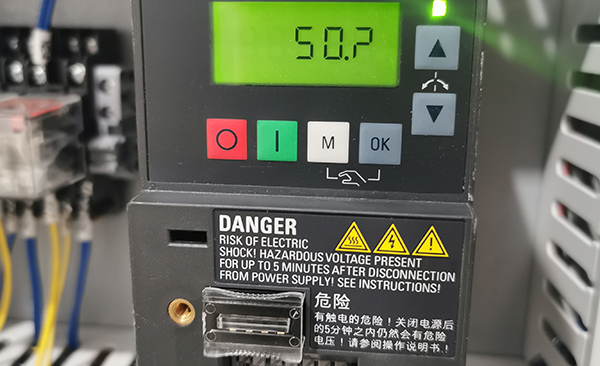 50.7
M
OK
DANGER
RISK OF ELECTRIC
SHOCK! HAZARDOUS VOLTAGE PRESENT
FOR UP TO 5 MINUTES AFTER DISCONNECTION
FROM POWER SUPPLY! SEE INSTRUCTIONS!
危险
有触电的危险！关闭电源后
的5分钟之内仍然会有危险
电压！请参阅操作说明书！